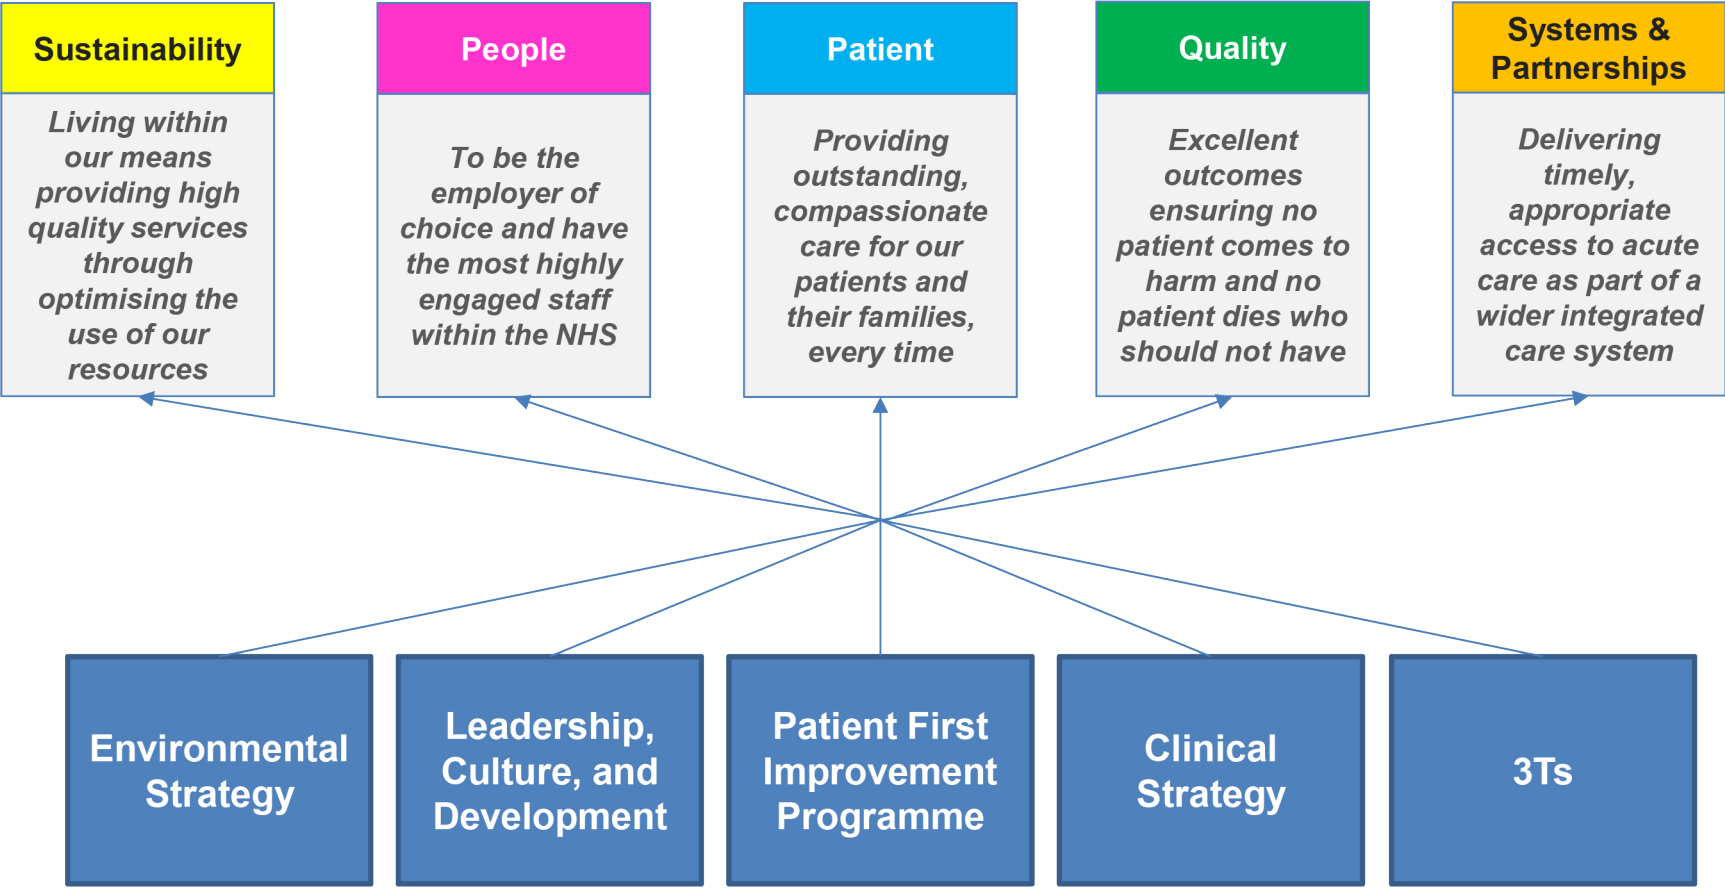 Sustainability
Living within
our means
providing high
quality services
through
optimising the
use of our
resources
People
To be the
employer of
choice and have
the most highly
engaged staff
within the NHS
Patient
Providing
outstanding,
compassionate
care for our
patients and
their families,
every time
Quality
Excellent
outcomes
ensuring no
patient comes to
harm and no
patient dies who
should not have
Systems &
Partnerships
Delivering
timely,
appropriate
access to acute
care as part of a
wider integrated
care system
Environmental
Strategy
Leadership,
Culture, and
Development
Patient First
Improvement
Programme
Clinical
Strategy
3Ts